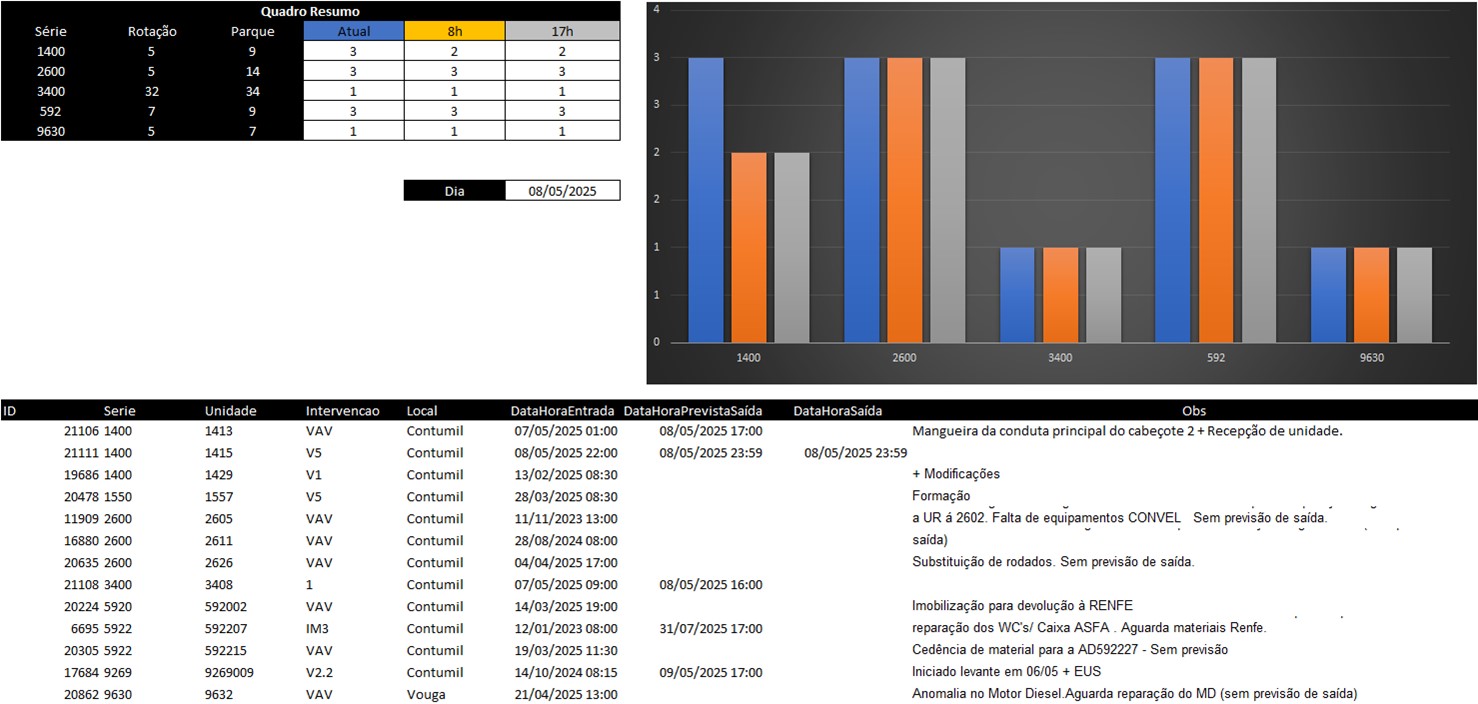 Quadro Resumo
Série Rotação Parque Atual 8h 17h
1400 5 9 3 2 2
2600 5 14 3 3 3
3400 32 34 1 1 1
592 7 9 3 3 3
9630 5 7 1 1 1
Dia 08/05/2025
4
3
3
2
2
1
1
0
1400 2600 3400 592 9630
ID Serie Unidade Intervencao Local DataHoraEntrada DataHoraPrevistaSaída DataHoraSaída Obs
21106 1400 1413 VAV Contumil 07/05/2025 01:00 08/05/2025 17:00 Mangueira da conduta principal do cabeçote 2 + Recepção de unidade.
21111 1400 1415 V5 Contumil 08/05/2025 22:00 08/05/2025 23:59 08/05/2025 23:59
19686 1400 1429 V1 Contumil 13/02/2025 08:30 + Modificações
20478 1550 1557 V5 Contumil 28/03/2025 08:30 Formação
11909 2600 2605 VAV Contumil 11/11/2023 13:00 a UR á 2602. Falta de equipamentos CONVEL Sem previsão de saída.
16880 2600 2611 VAV Contumil 28/08/2024 08:00 saída)
20635 2600 2626 VAV Contumil 04/04/2025 17:00 Substituição de rodados. Sem previsão de saída.
21108 3400 3408 1 Contumil 07/05/2025 09:00 08/05/2025 16:00
20224 5920 592002 VAV Contumil 14/03/2025 19:00 Imobilização para devolução à RENFE
6695 5922 592207 IM3 Contumil 12/01/2023 08:00 31/07/2025 17:00 reparação dos WC's/ Caixa ASFA . Aguarda materiais Renfe.
20305 5922 592215 VAV Contumil 19/03/2025 11:30 Cedência de material para a AD592227 - Sem previsão
17684 9269 9269009 V2.2 Contumil 14/10/2024 08:15 09/05/2025 17:00 Iniciado levante em 06/05 + EUS
20862 9630 9632 VAV Vouga 21/04/2025 13:00 Anomalia no Motor Diesel.Aguarda reparação do MD (sem previsão de saída)